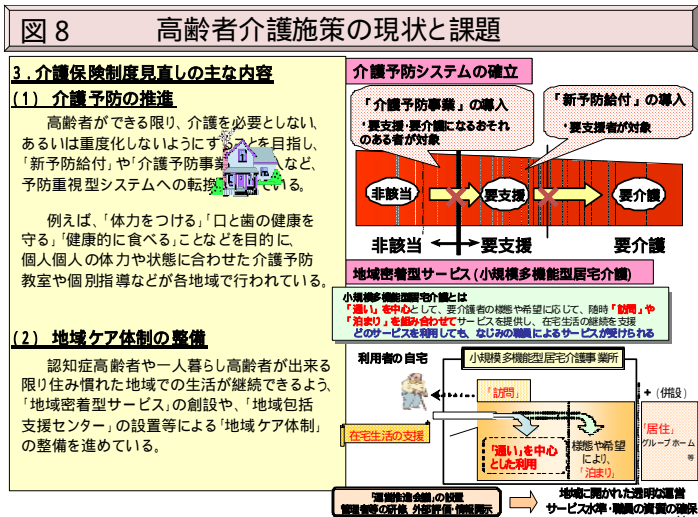 図8 高齢者介護施策の現状と課題
3.介護保険制度見直しの主な内容
(1) 介護予防の推進
高齢者ができる限り、介護を必要としない、
あるいは重度化しないようにすることを目指し、
「新予防給付」や「介護予防事業 入など、
予防重視型システムへの転換 いる。
例えば、「体力をつける」「口と歯の健康を
守る」「健康的に食べる」ことなどを目的に、
個人個人の体力や状態に合わせた介護予防
教室や個別指導などが各地域で行われている。
(2) 地域ケア体制の整備
認知症高齢者や一人暮らし高齢者が出来る
限り住み慣れた地域での生活が継続できるよう、
「地域密着型サービス」の創設や、「地域包括
支援センター」の設置等による「地域ケア体制」
の整備を進めている。
介護予防システムの確立
「介護予防事業」の導入
・要支援・要介護になるおそれ
のある者が対象
「新予防給付」の導入
・要支援者が対象
非該当 要支援 要介護
非該当 要支援 要介護
地域密着型サービス(小規模多機能型居宅介護)
小規模多機能型居宅介護とは
「通い」を中心として、要介護者の様態や希望に応じて、随時「訪問」や
「泊まり」を組み合わせてサービスを提供し、在宅生活の継続を支援
どのサービスを利用しても、なじみの職員によるサービスが受けられる
利用者の自宅
小規模多機能型居宅介護事業所
「訪問」
+(併設)
在宅生活の支援
「通い」を中心
とした利用
様態や希望
により、
「泊まり」
「居住」
グループホーム
等
「運営推進会議」の設置
管理者等の研修、外部評価・情報開示
地域に開かれた透明な運営
サービス水準・職員の資質の確保